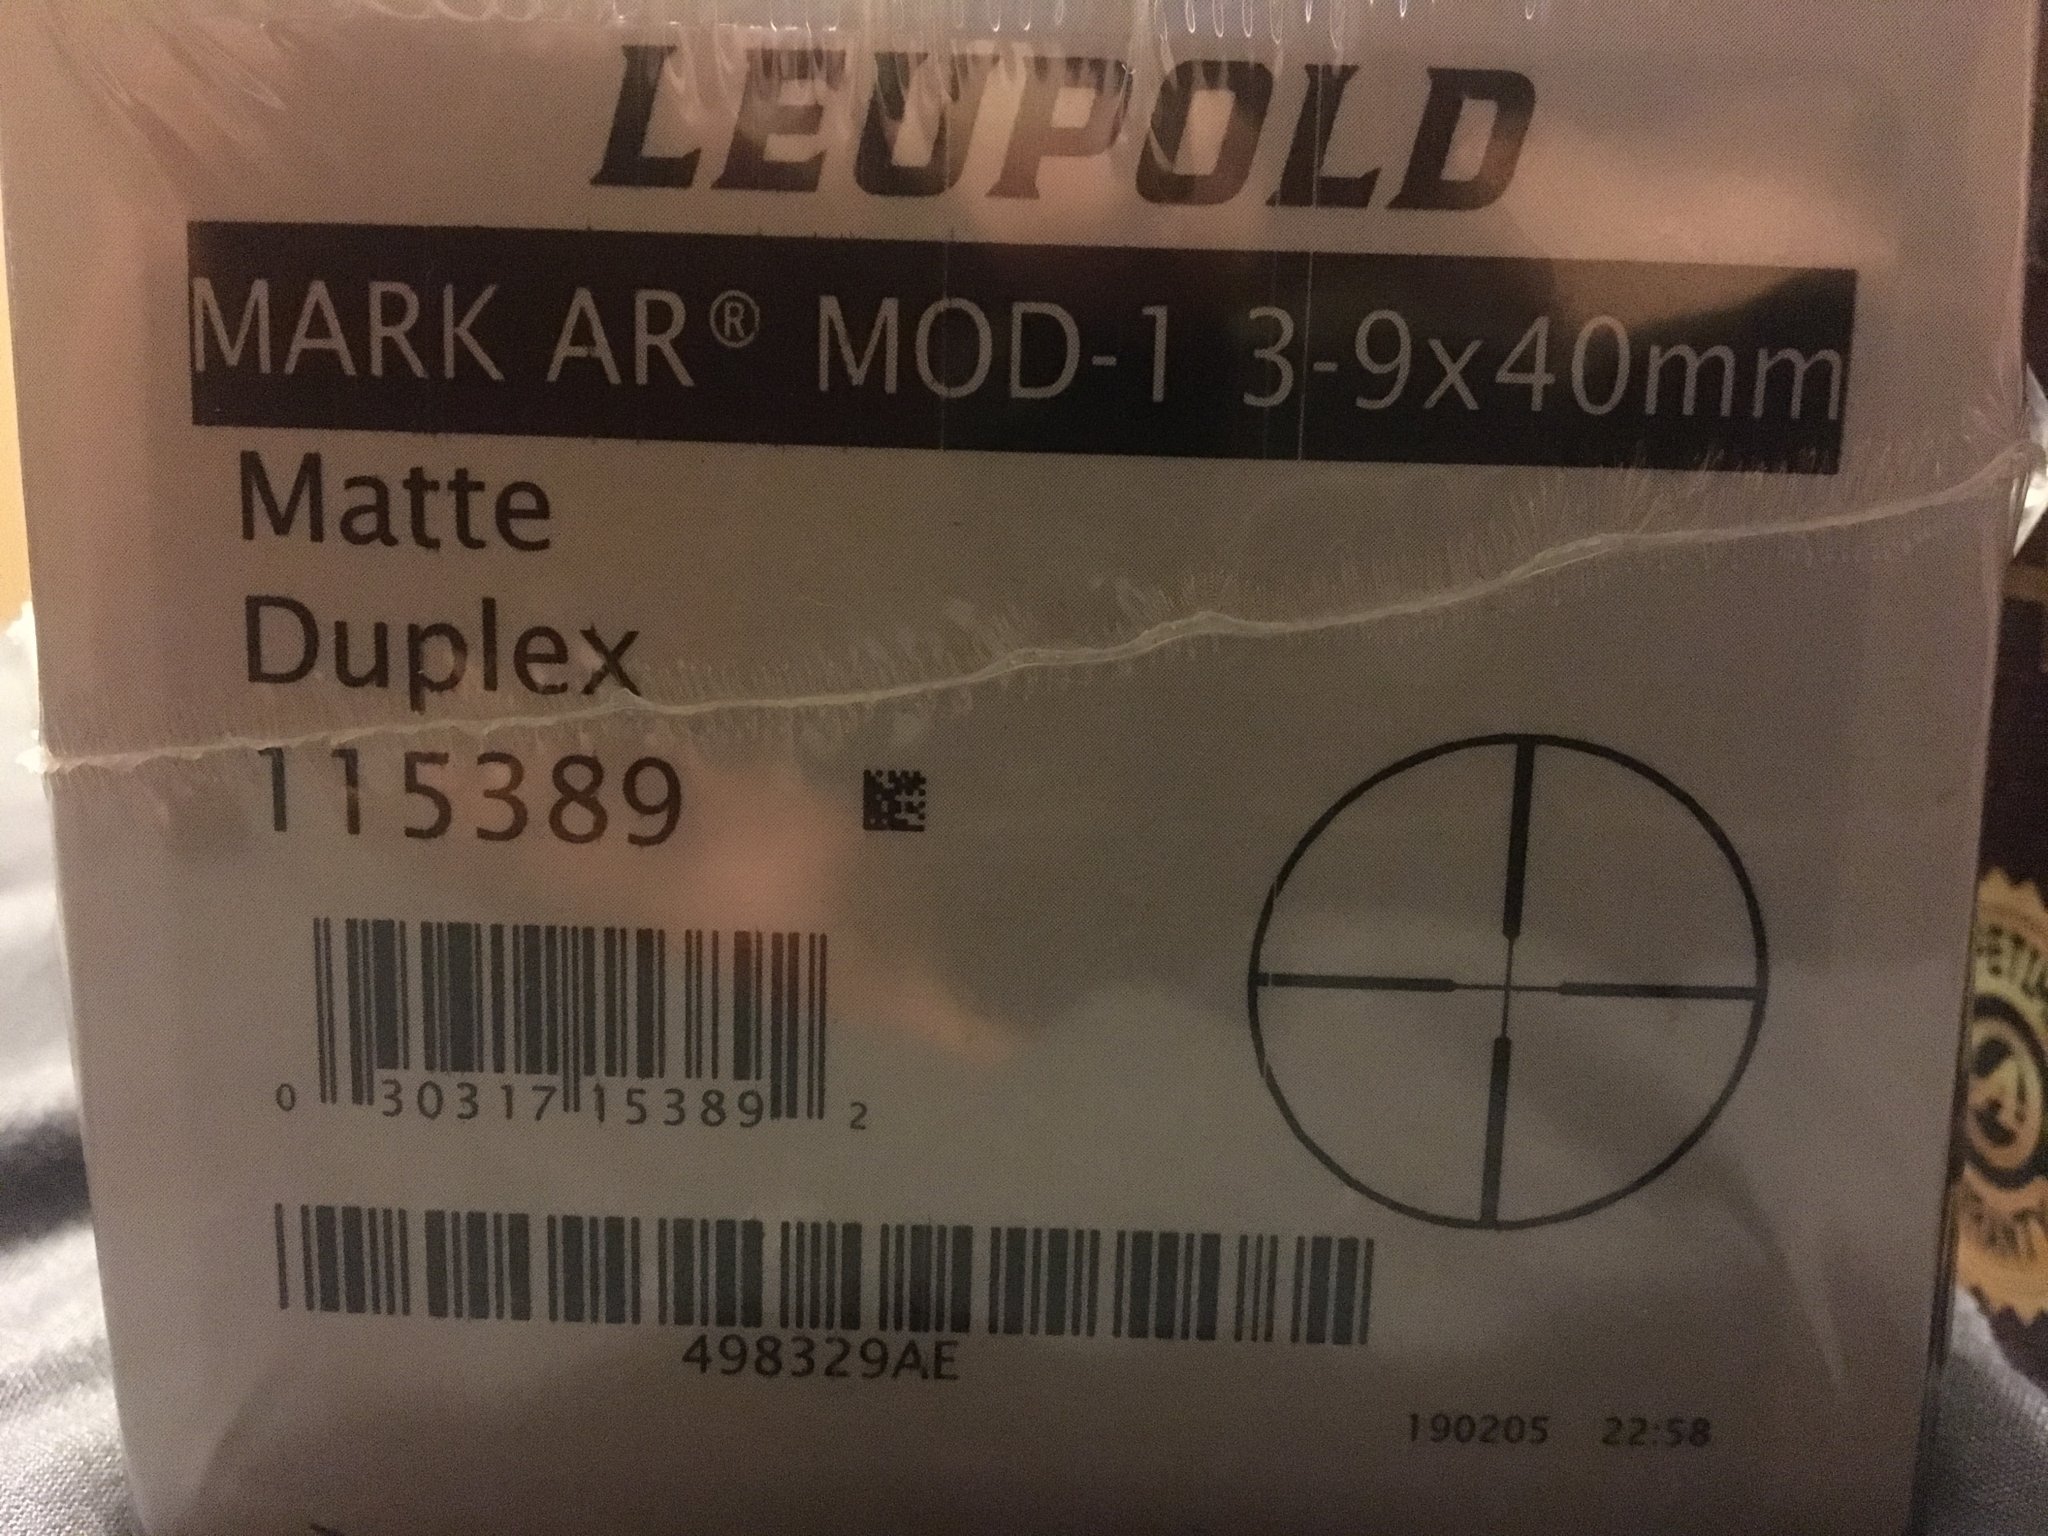 LEUPOLD
MARK AR® MOD-1 3-9x40mm
Matte
Duplex
115389
0 30317 15389 2
498329AE
190205 22:58